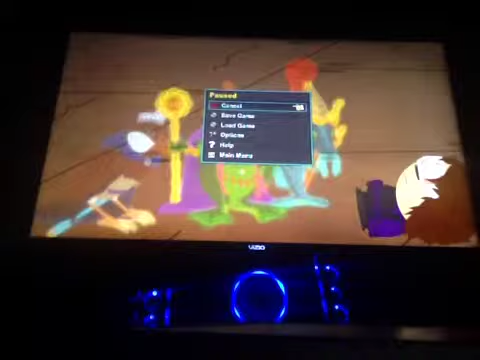 Paused
Cancel
Save Game
Load Game
Options
Help
Main Menu
VIZIO